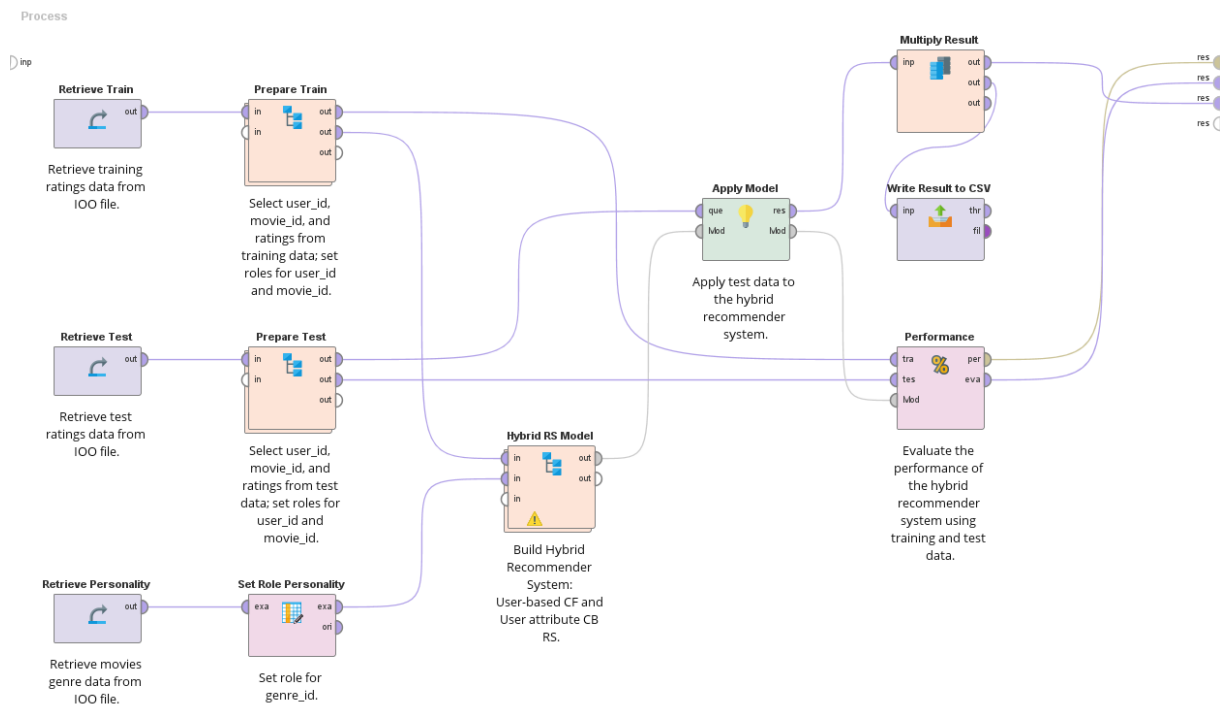 Process
inp
Retrieve Train
out
Retrieve training
ratings data from
IOO file.
Prepare Train
in
in
out
out
out
Select user_id,
movie_id, and
ratings from
training data; set
roles for user_id
and movie_id.
Retrieve Test
out
Retrieve test
ratings data from
IOO file.
Prepare Test
in
in
out
out
out
Select user_id,
movie_id, and
ratings from test
data; set roles for
user_id and
movie_id.
Retrieve Personality
out
Retrieve movies
genre data from
IOO file.
Set Role Personality
exa
exa
ori
Set role for
genre_id.
Hybrid RS Model
in
in
in
out
out
Build Hybrid
Recommender
System:
User-based CF and
User attribute CB
RS.
Apply Model
que
lMod
res
lMod
Apply test data to
the hybrid
recommender
system.
Multiply Result
inp
out
out
out
Write Result to CSV
inp
thr
fil
Performance
tra
tes
lMod
per
eva
%
Evaluate the
performance of
the hybrid
recommender
system using
training and test
data.
res
res
res
res